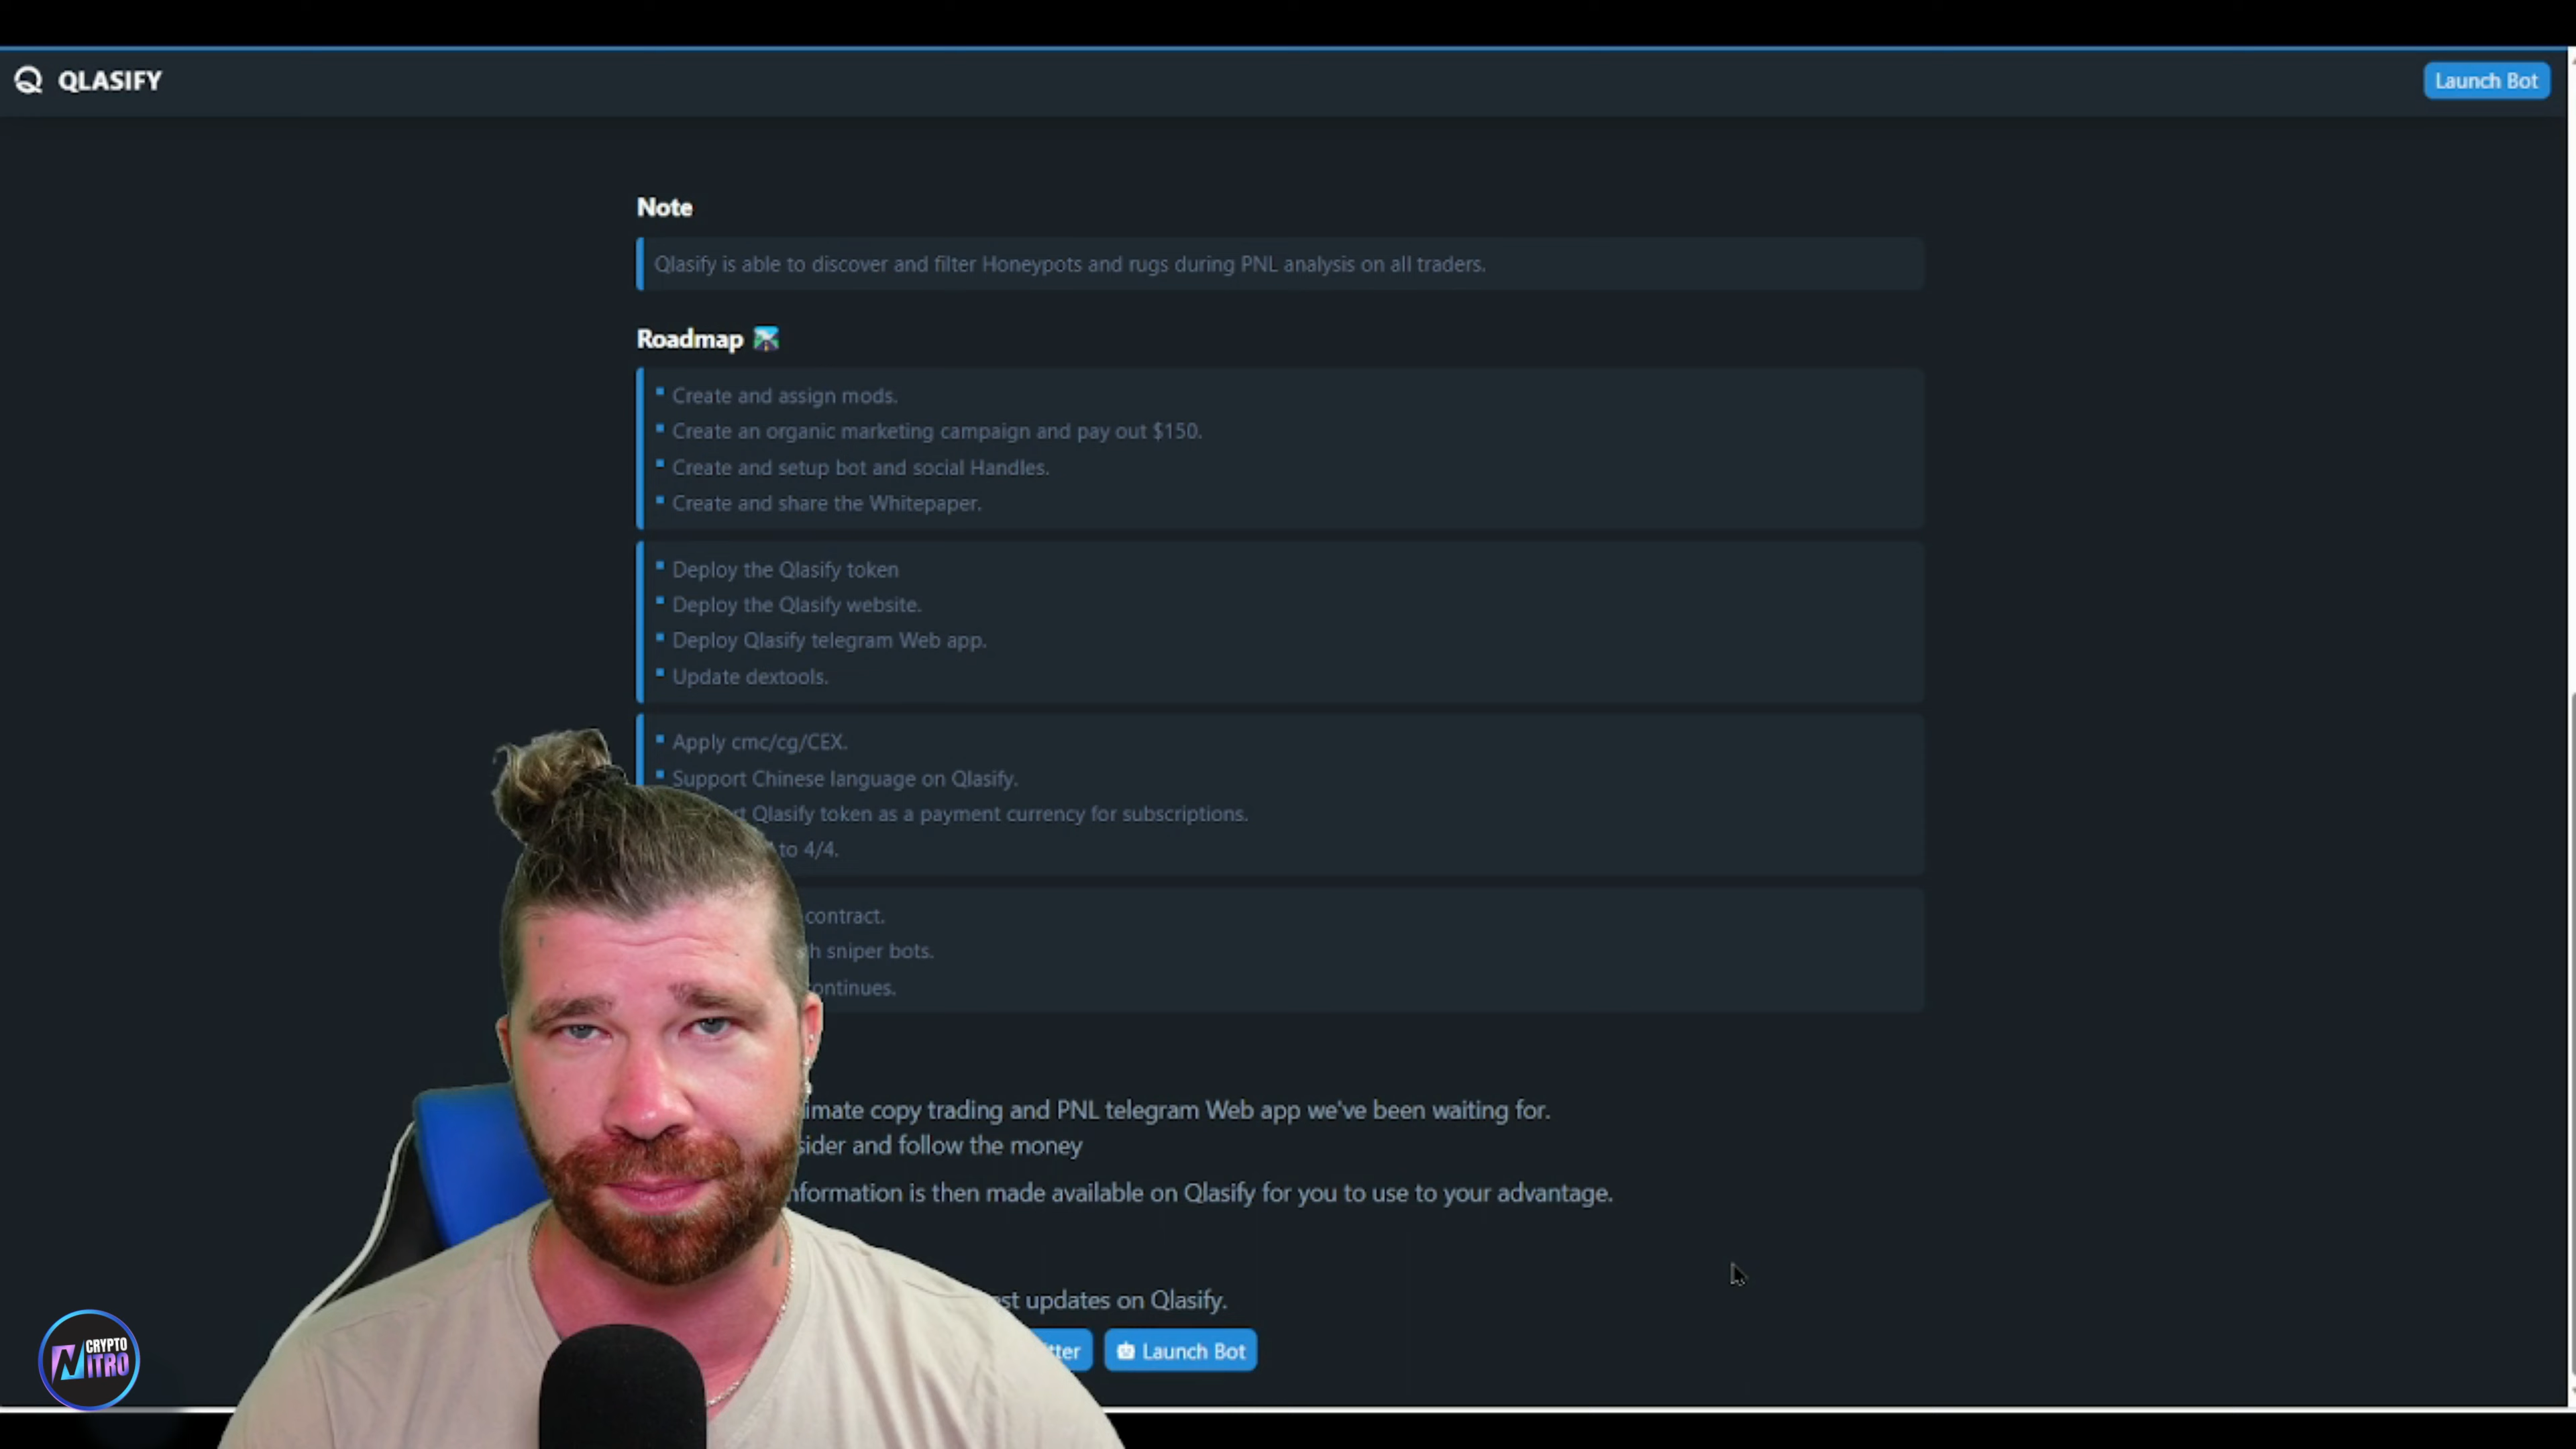 QLASIFY
Launch Bot
Note
Qlasify is able to discover and filter Honeypots and rugs during PNL analysis on all traders.
Roadmap
Create and assign mods.
Create an organic marketing campaign and pay out $150.
Create and setup bot and social Handles.
Create and share the Whitepaper.
Deploy the Qlasify token
Deploy the Qlasify website.
Deploy Qlasify telegram Web app.
Update dextools.
Apply cmc/cg/CEX.
Support Chinese language on Qlasify.
Qlasify token as a payment currency for subscriptions.
to 4/4.
contract.
sniper bots.
copy trading and PNL telegram Web app we've been waiting for.
and follow the money
is then made available on Qlasify for you to use to your advantage.
updates on Qlasify.
Launch Bot
CRYPTO
NITRO